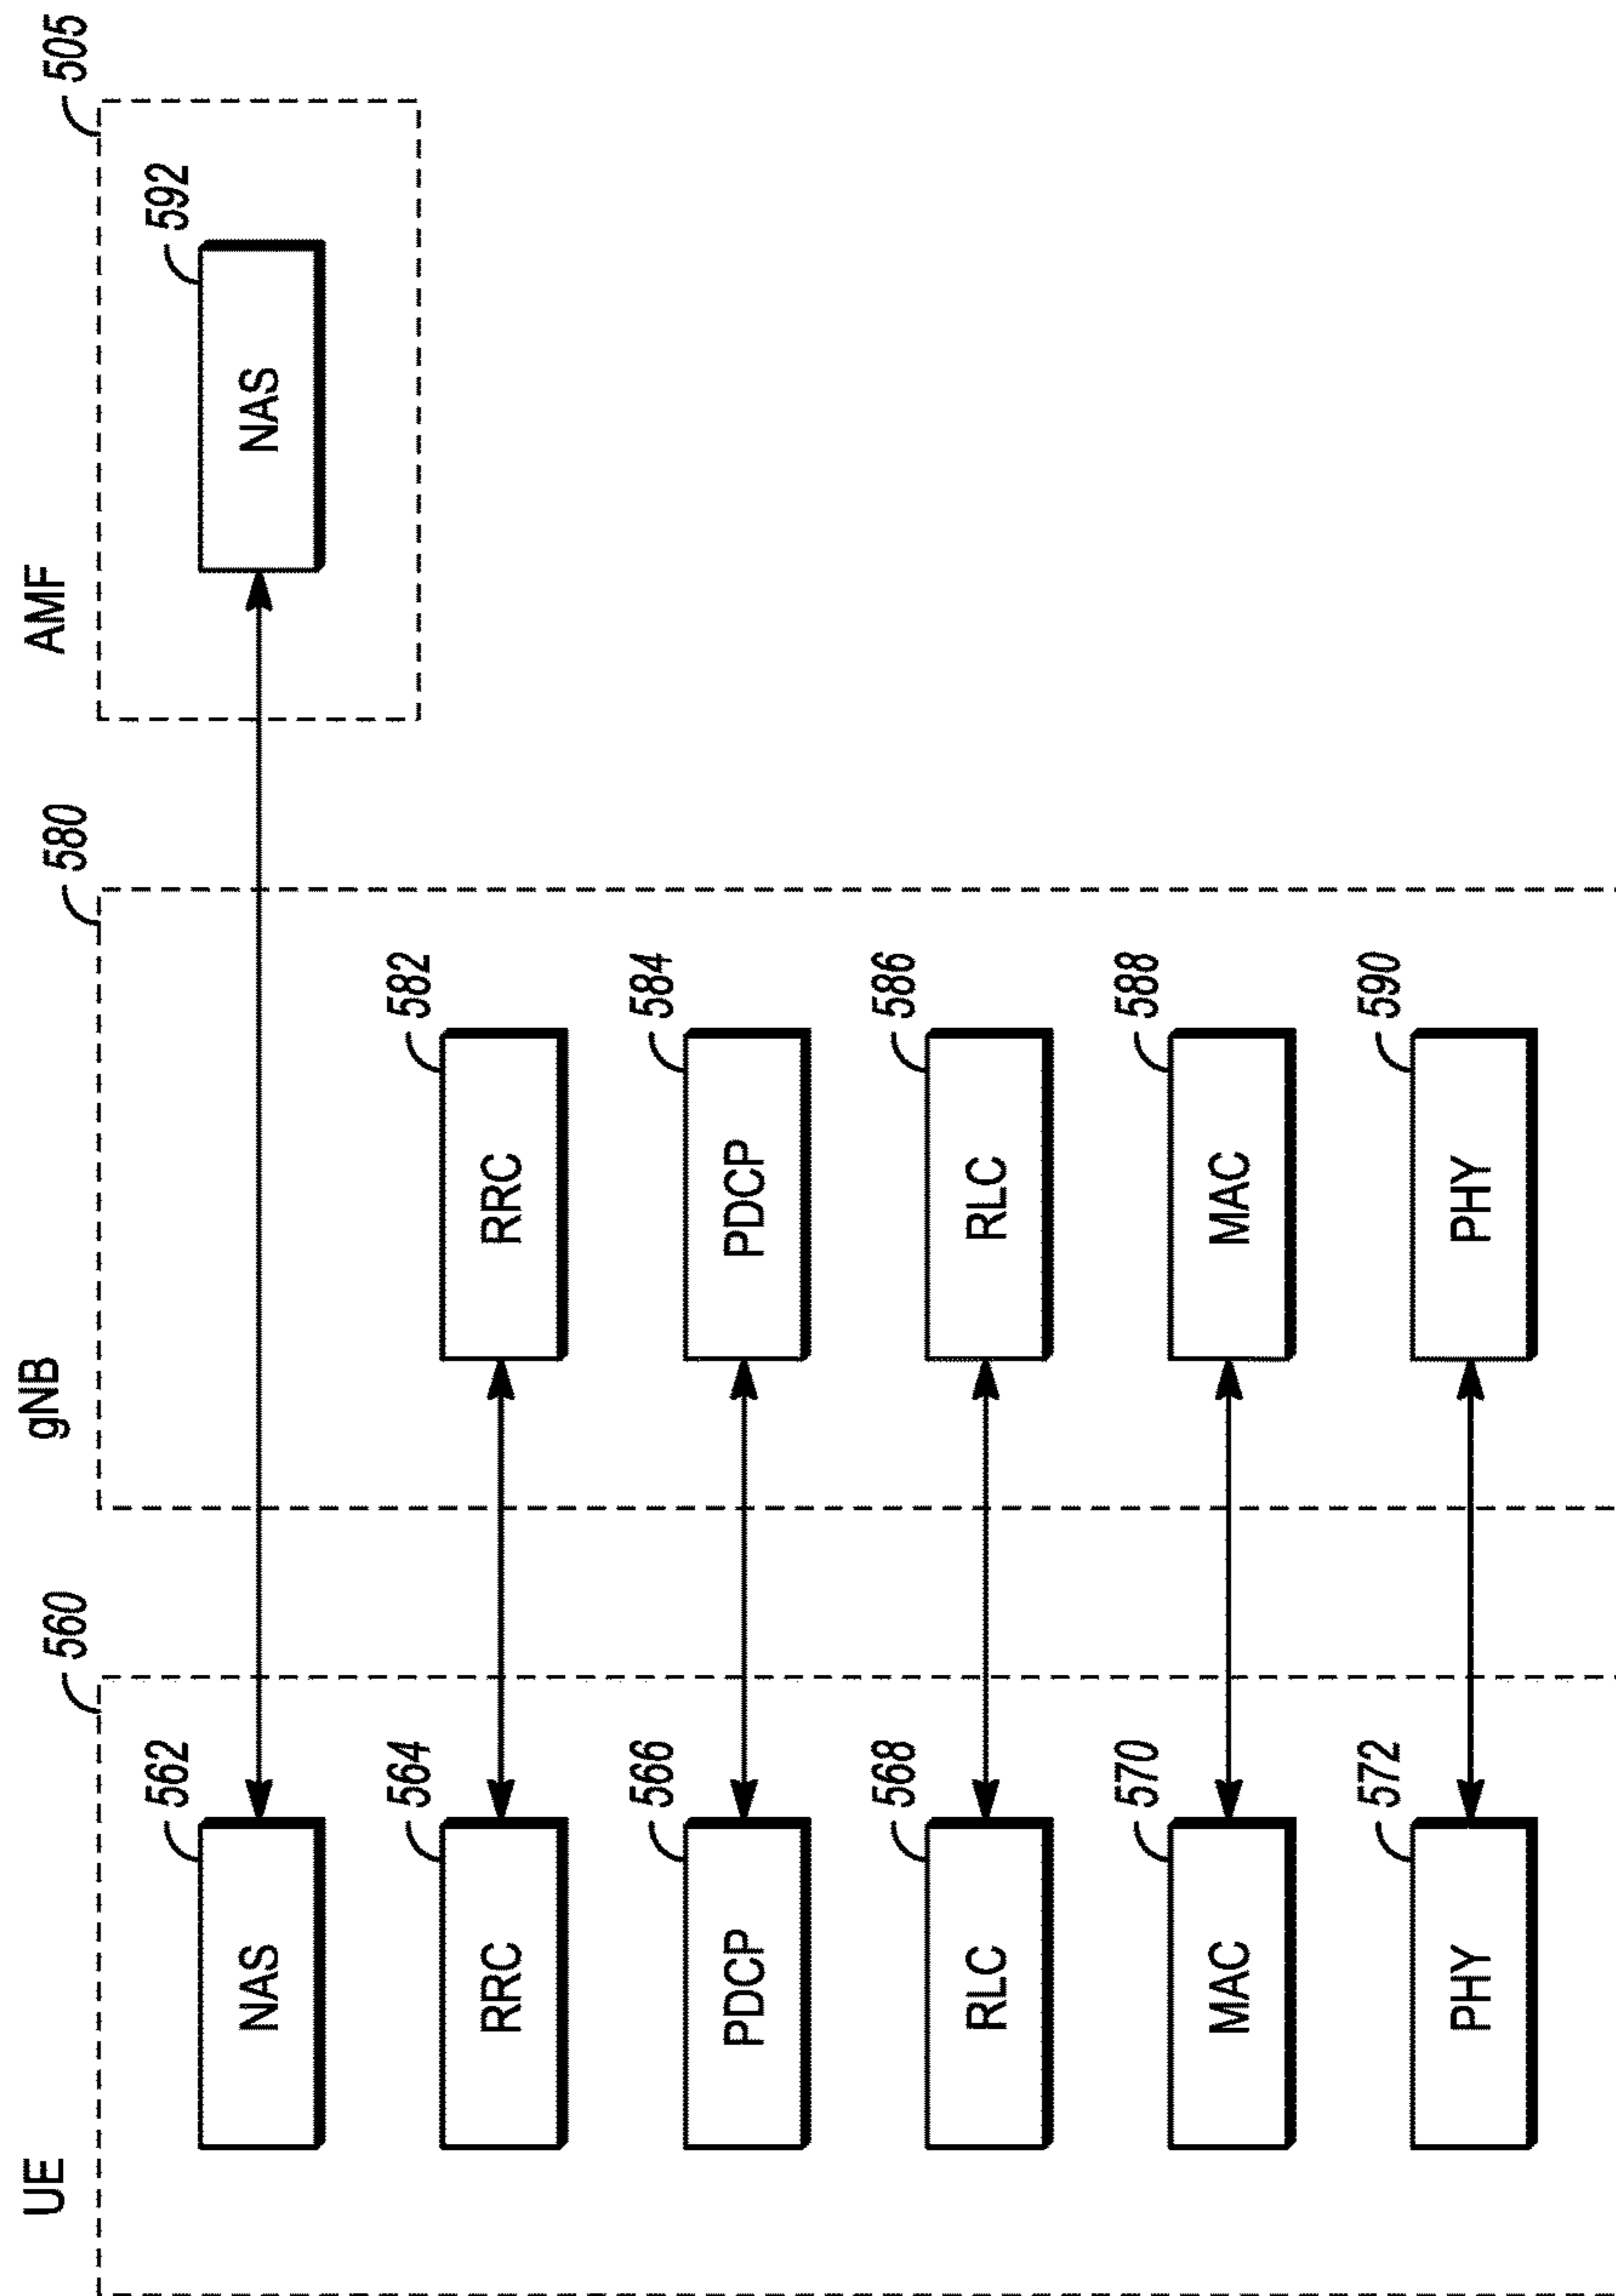 UE
gNB
AMF
560
580
505
562
NAS
592
NAS
564
RRC
582
RRC
566
PDCP
584
PDCP
568
RLC
586
RLC
570
MAC
588
MAC
572
PHY
590
PHY